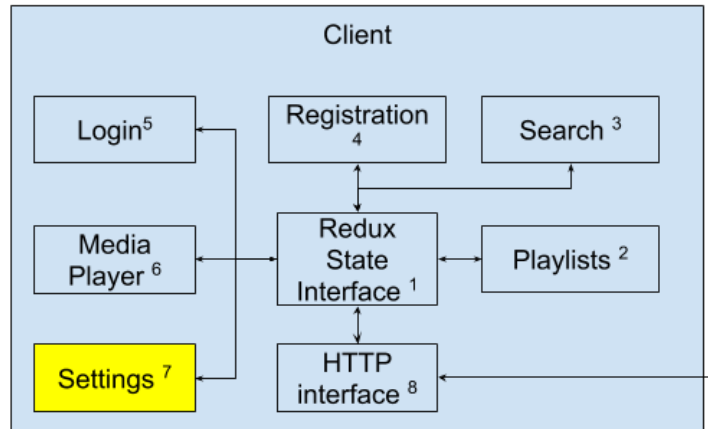 Client
Login⁵
Registration
4
Search ³
Media
Player ⁶
Redux
State
Interface ¹
Playlists ²
Settings ⁷
HTTP
interface ⁸